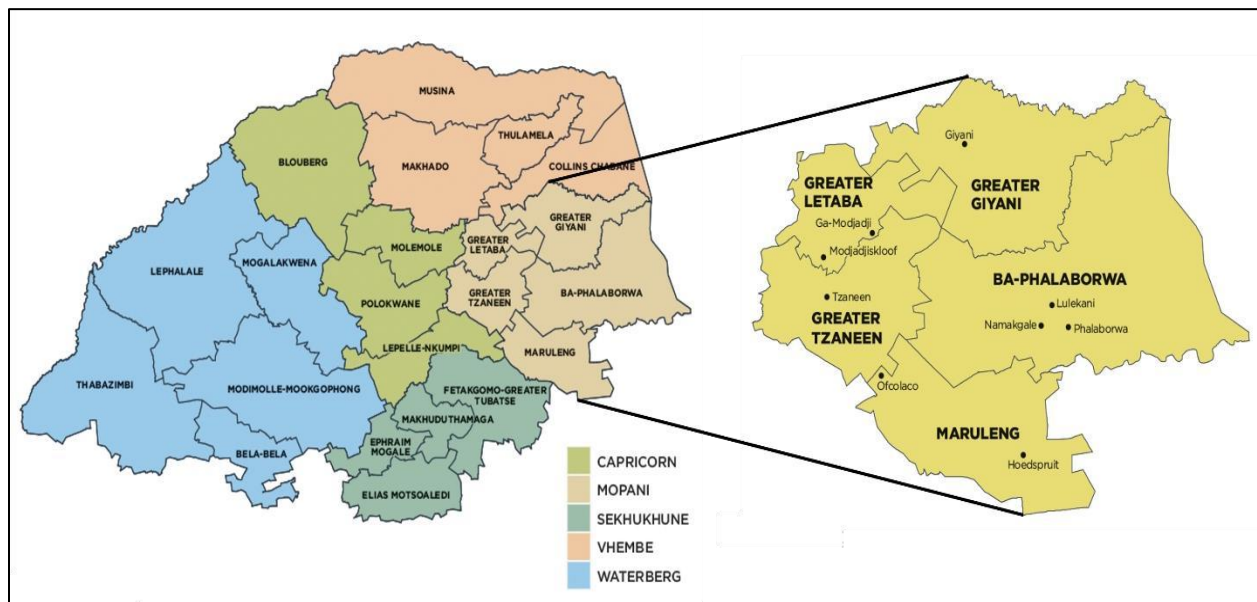 MUSINA
THULAMELA
MAKHADO
COLLINS CHABANE
BLOUBERG
GREATER
GIYANI
MOLEMOLE
GREATER
LETABA
LEPHALALE
MOGALAKWENA
POLOKWANE
GREATER
TZANEEN
BA-PHALABORWA
LEPELLE-NKUMPI
MARULENG
THABAZIMBI
MODIMOLLE-MOOKGOPHONG
FETAKGOMO-GREATER
TUBATSE
MAKHUDUTHAMAGA
EPHRAIM
MOGALE
BELA-BELA
ELIAS MOTSOALEDI
CAPRICORN
MOPANI
SEKHUKHUNE
VHEMBE
WATERBERG
Giyani
GREATER
LETABA
GREATER
GIYANI
Ga-Modjadji
Modjadjiskloof
BA-PHALABORWA
Tzaneen
Lulekani
GREATER
TZANEEN
Namakgale
Phalaborwa
Ofcolaco
MARULENG
Hoedspruit